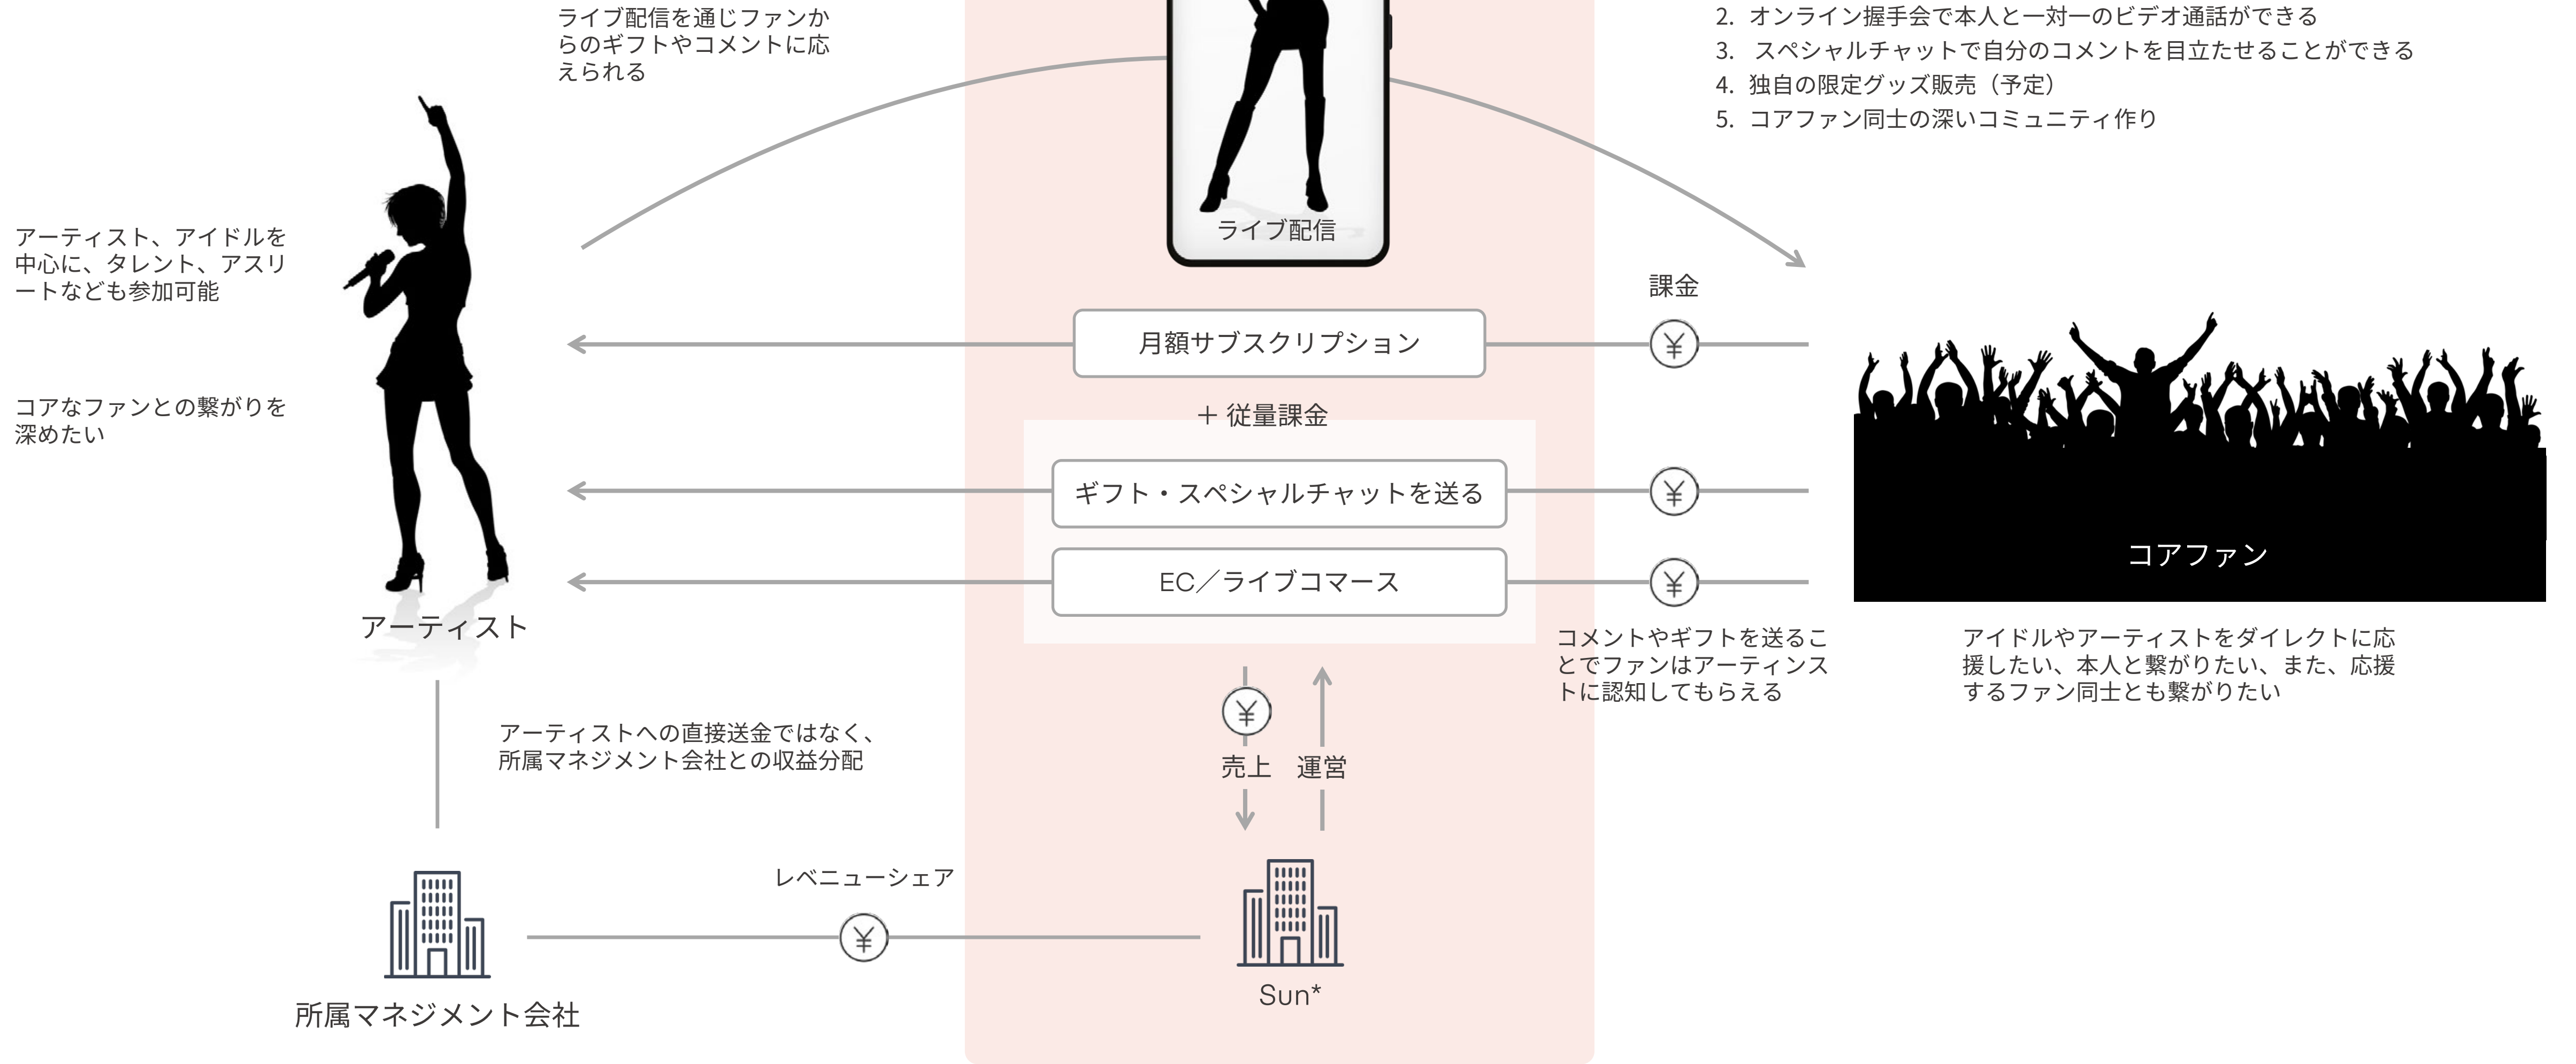 ライブ配信を通じファンか
らのギフトやコメントに応
えられる
2. オンライン握手会で本人と一対一のビデオ通話ができる
3. スペシャルチャットで自分のコメントを目立たせることができる
4. 独自の限定グッズ販売（予定）
5. コアファン同士の深いコミュニティ作り
アーティスト、アイドルを
中心に、タレント、アスリ
ートなども参加可能
コアなファンとの繋がりを
深めたい
アーティスト
ライブ配信
課金
¥
月額サブスクリプション
＋ 従量課金
ギフト・スペシャルチャットを送る
¥
EC／ライブコマース
¥
コアファン
コメントやギフトを送るこ
とでファンはアーティンス
トに認知してもらえる
アイドルやアーティストをダイレクトに応
援したい、本人と繋がりたい、また、応援
するファン同士とも繋がりたい
アーティストへの直接送金ではなく、
所属マネジメント会社との収益分配
¥
売上 運営
レベニューシェア
¥
所属マネジメント会社
Sun*